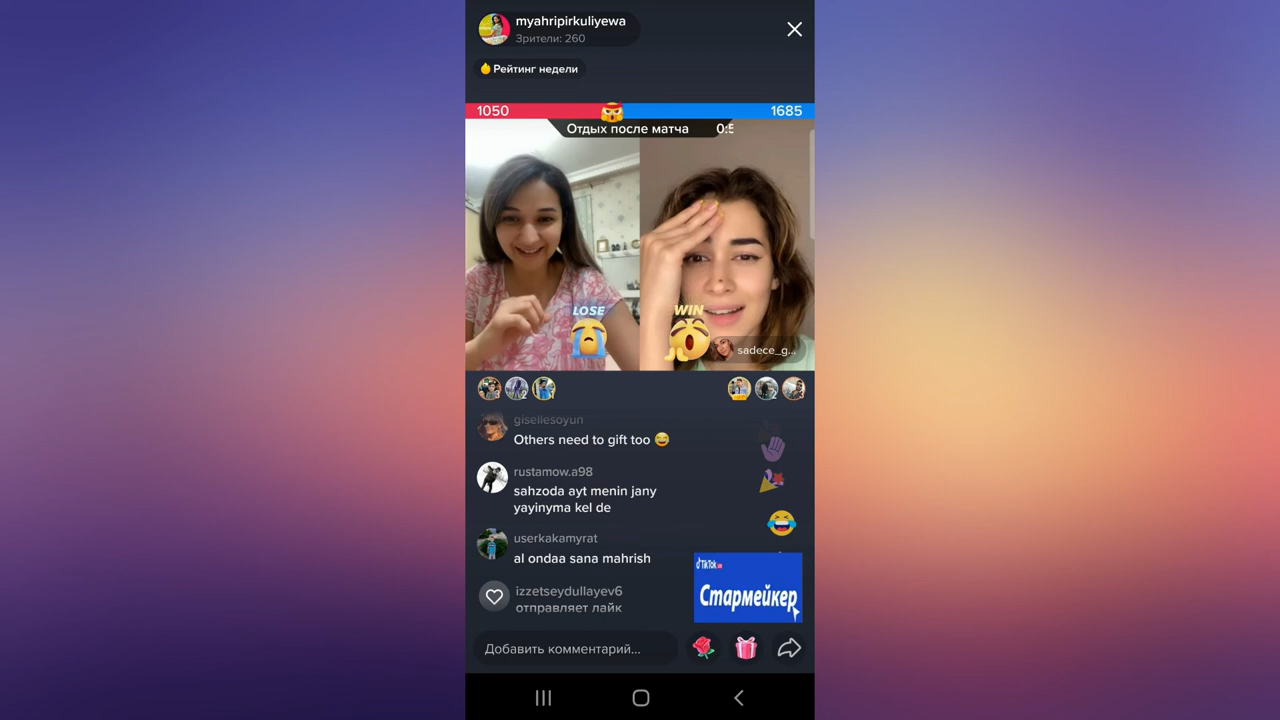 myahripirkuliyewa
Зрители: 260
Рейтинг недели
1050
1685
Отдых после матча
LOSE
WIN
sadece_g...
gisellesoyun
Others need to gift too 😂
rustamow.a98
sahzoda ayt menin jany
yayinyma kel de
userkakamyrat
al ondaa sana mahrish
TikTok
Стармейкер
izzetseydullayev6
отправляет лайк
Добавить комментарий...